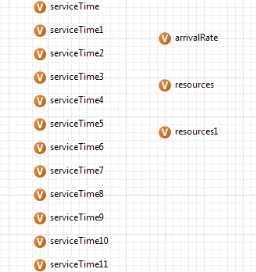 serviceTime
serviceTime1
serviceTime2
serviceTime3
serviceTime4
serviceTime5
serviceTime6
serviceTime7
serviceTime8
serviceTime9
serviceTime10
serviceTime11
arrivalRate
resources
resources1